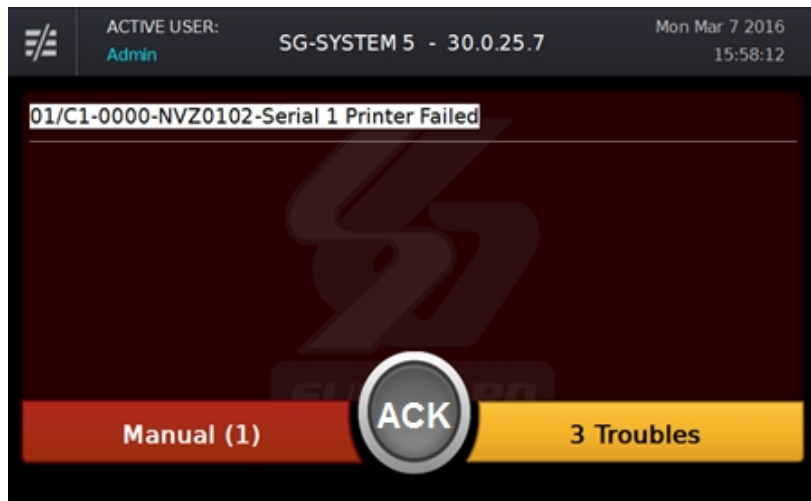 ACTIVE USER:
Admin
SG-SYSTEM 5 - 30.0.25.7
Mon Mar 7 2016
15:58:12
01/C1-0000-NVZ0102-Serial 1 Printer Failed
Manual (1)
ACK
3 Troubles